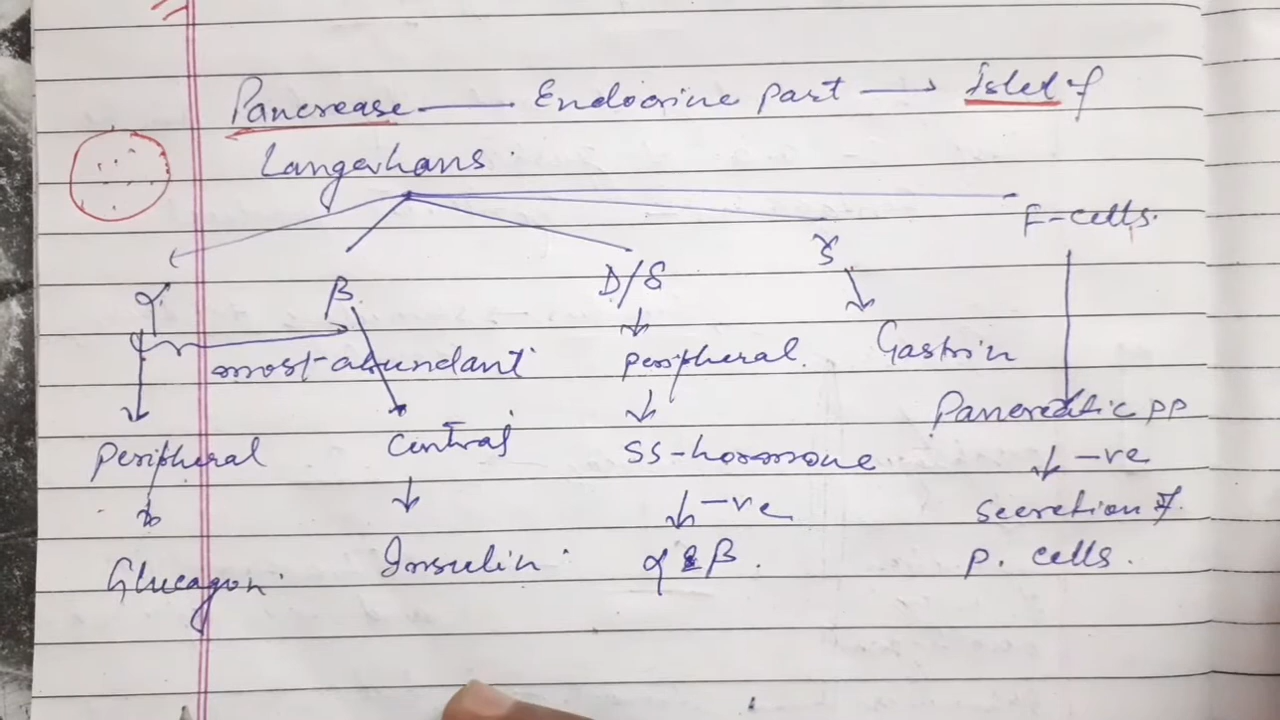 Pancrease — Endocrine part → Islet of
Langerhans.
α β D/δ γ F-cells.
most abundant peripheral. Gastrin
Pancreatic PP
peripheral central SS-hormone -ve
-ve secretion of
Glucagon. Insulin. α & β. P. cells.